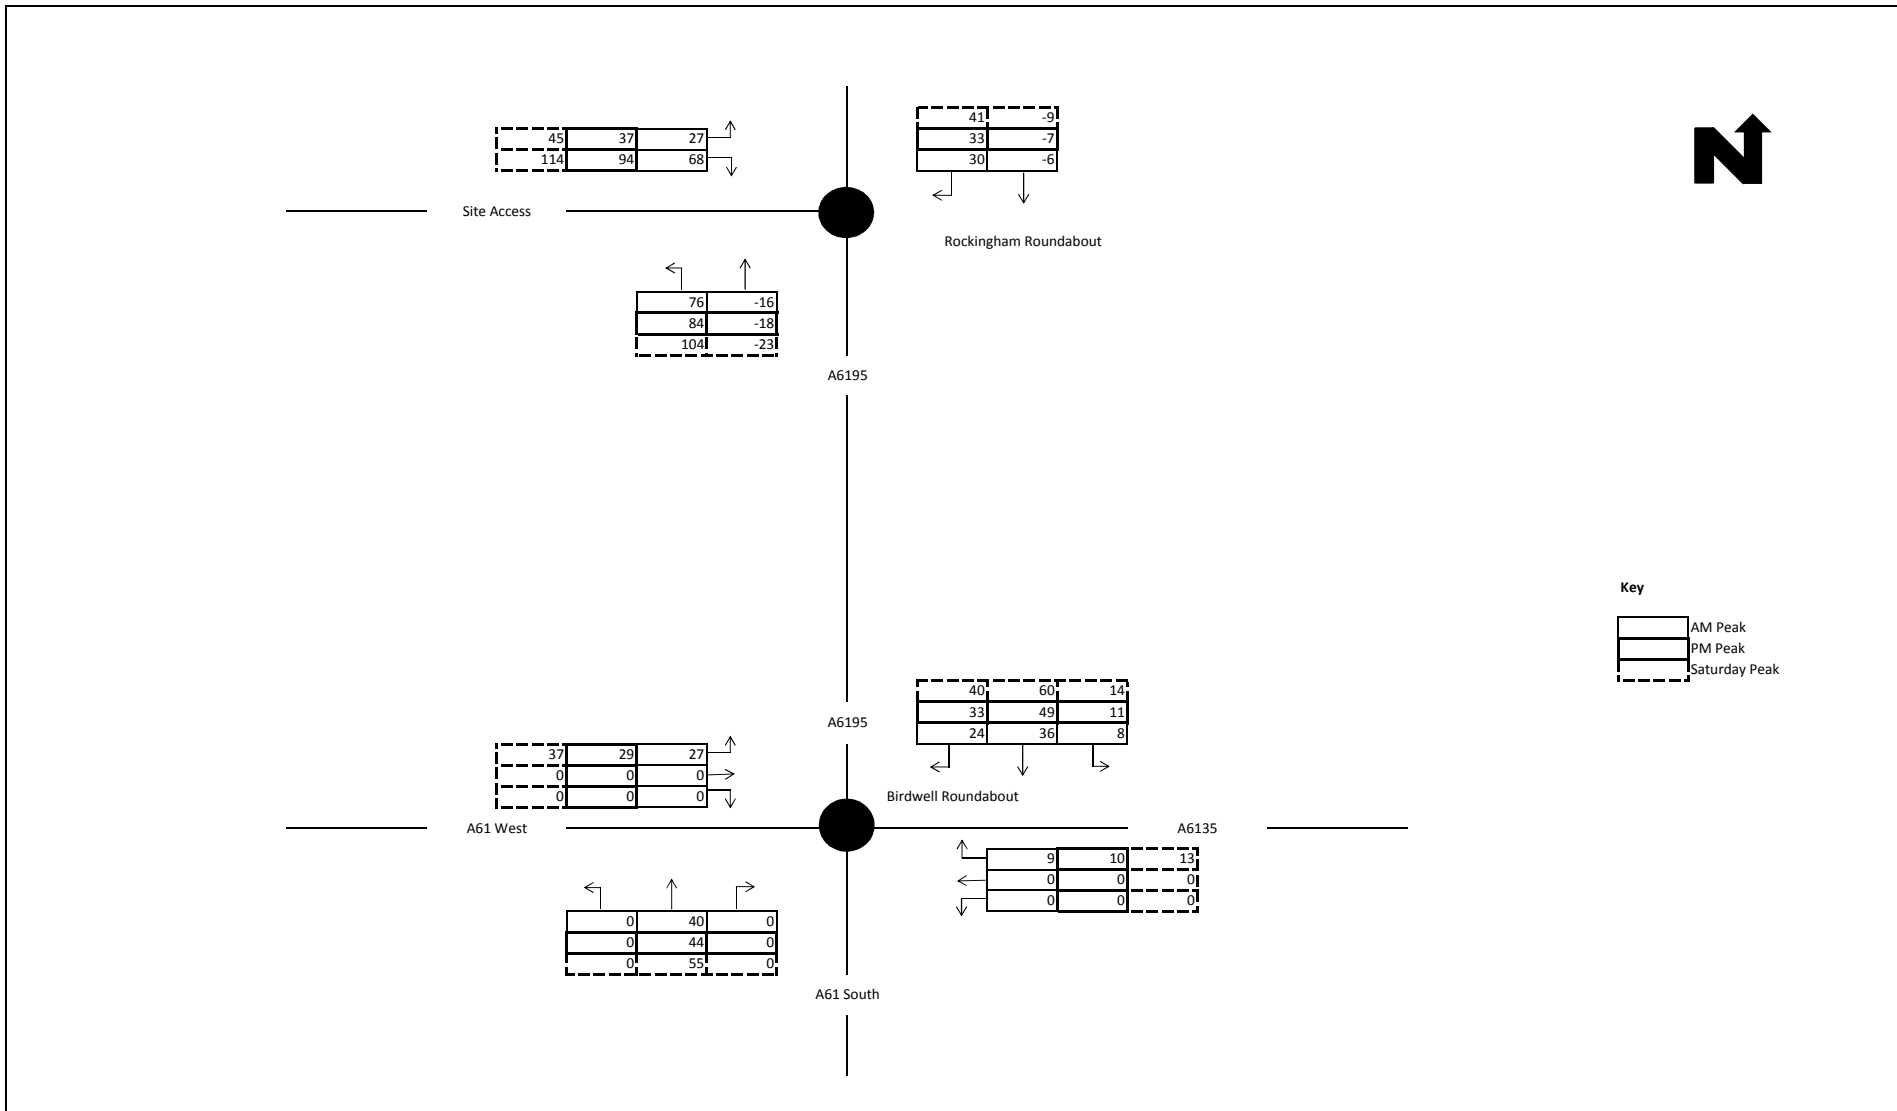 41 -9
45 37 27
33 -7
114 94 68
30 -6
N
Site Access
Rockingham Roundabout
76 -16
84 -18
104 -23
A6195
Key
AM Peak
PM Peak
Saturday Peak
40 60 14
33 49 11
24 36 8
A6195
37 29 27
0 0 0
0 0 0
Birdwell Roundabout
A61 West
A6135
9 10 13
0 0 0
0 0 0
0 40 0
0 44 0
0 55 0
A61 South